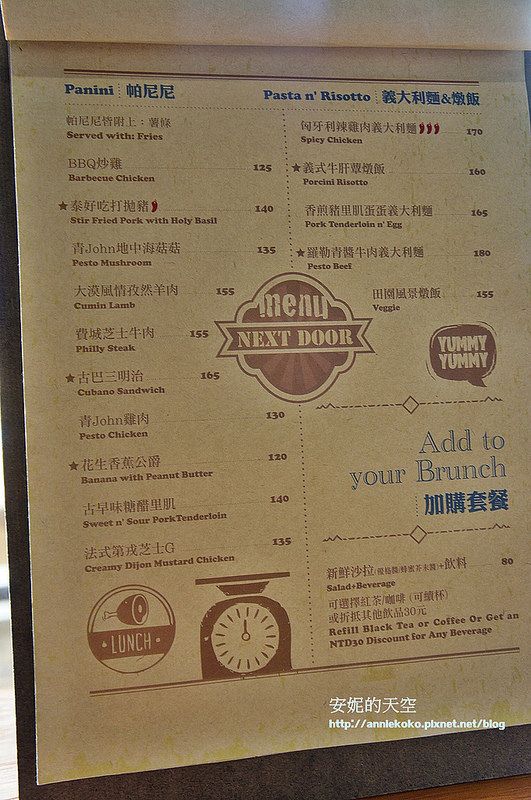 Panini 帕尼尼
帕尼尼皆附上：薯條
Served with: Fries
BBQ炒雞 125
Barbecue Chicken
★泰好吃打拋豬 140
Stir Fried Pork with Holy Basil
青John地中海菇菇 135
Pesto Mushroom
大漠風情孜然羊肉 155
Cumin Lamb
費城芝士牛肉 155
Philly Steak
★古巴三明治 165
Cubano Sandwich
青John雞肉 130
Pesto Chicken
★花生香蕉公爵 120
Banana with Peanut Butter
古早味糖醋里肌 140
Sweet n' Sour PorkTenderloin
法式第戎芝士G 135
Creamy Dijon Mustard Chicken
LUNCH
Pasta n' Risotto 義大利麵&燉飯
匈牙利辣雞肉義大利麵 170
Spicy Chicken
★義式牛肝蕈燉飯 160
Porcini Risotto
香煎豬里肌蛋蛋義大利麵 165
Pork Tenderloin n' Egg
★羅勒青醬牛肉義大利麵 180
Pesto Beef
田園風景燉飯 155
Veggie
menu
NEXT DOOR
YUMMY
YUMMY
Add to
your Brunch
加購套餐
新鮮沙拉(優格醬/蜂蜜芥末醬)+飲料 80
Salad+Beverage
可選擇紅茶/咖啡 (可續杯)
或折抵其他飲品30元
Refill Black Tea or Coffee Or Get an
NTD30 Discount for Any Beverage
安妮的天空
http://anniekoko.pixnet.net/blog